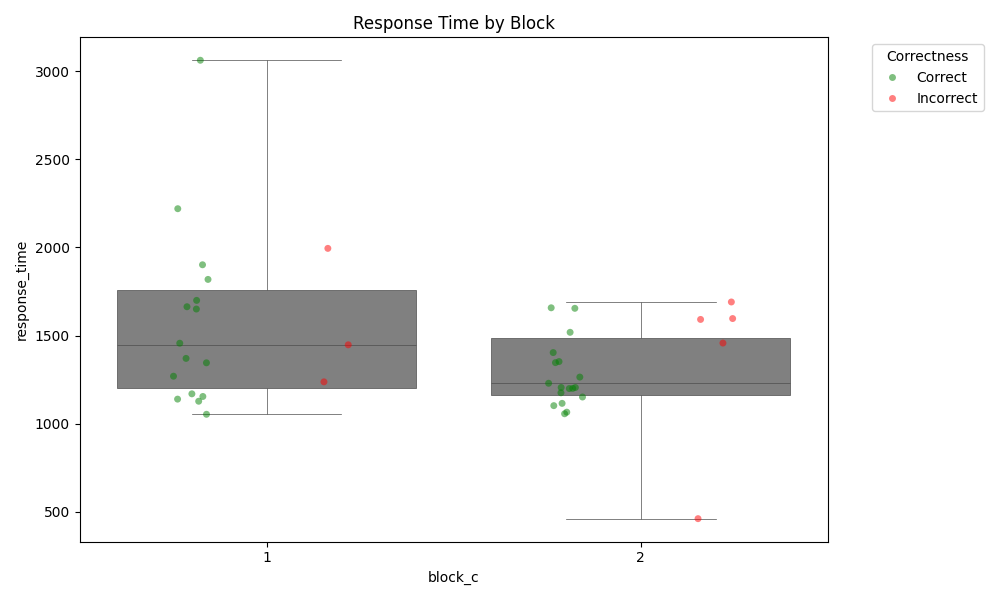 Response Time by Block
Correctness
Correct
Incorrect
response_time
3000
2500
2000
1500
1000
500
1
2
block_c